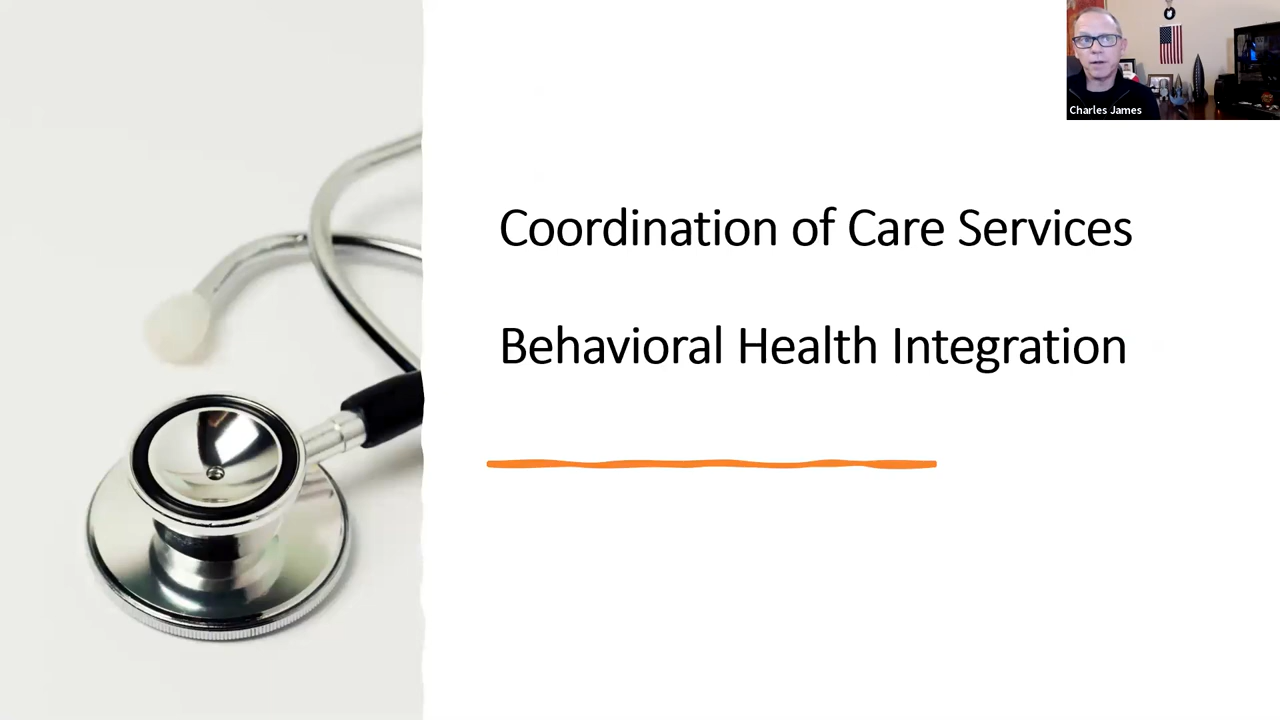 Charles James
Coordination of Care Services
Behavioral Health Integration